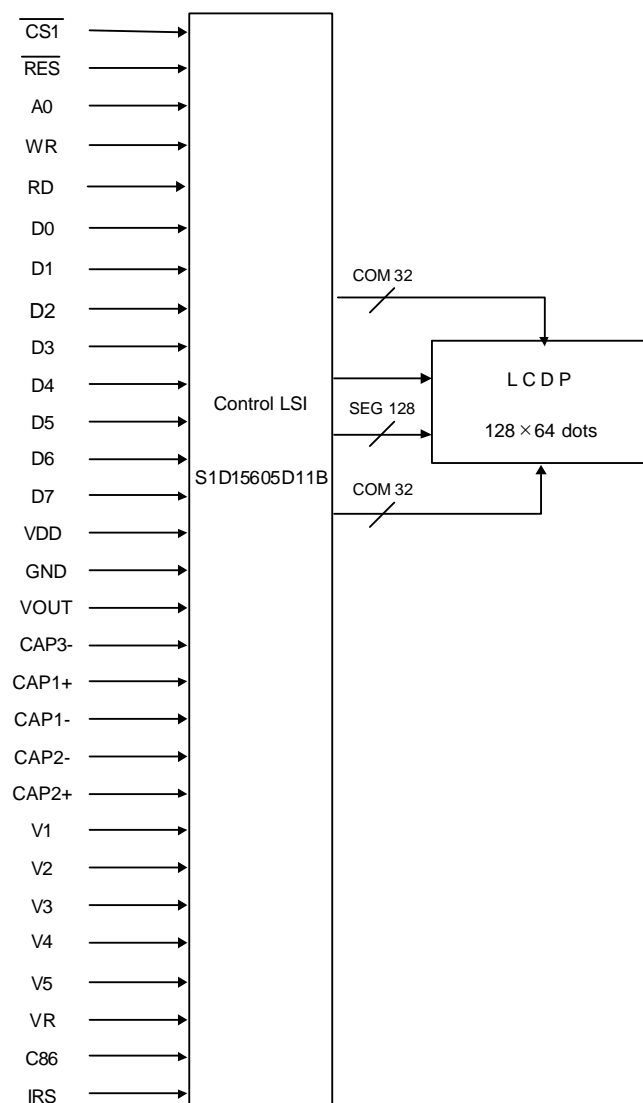 CS1
RES
A0
WR
RD
D0
D1
D2
D3
D4
D5
D6
D7
VDD
GND
VOUT
CAP3-
CAP1+
CAP1-
CAP2-
CAP2+
V1
V2
V3
V4
V5
VR
C86
IRS
Control LSI
S1D15605D11B
COM 32
SEG 128
COM 32
L C D P
128×64 dots